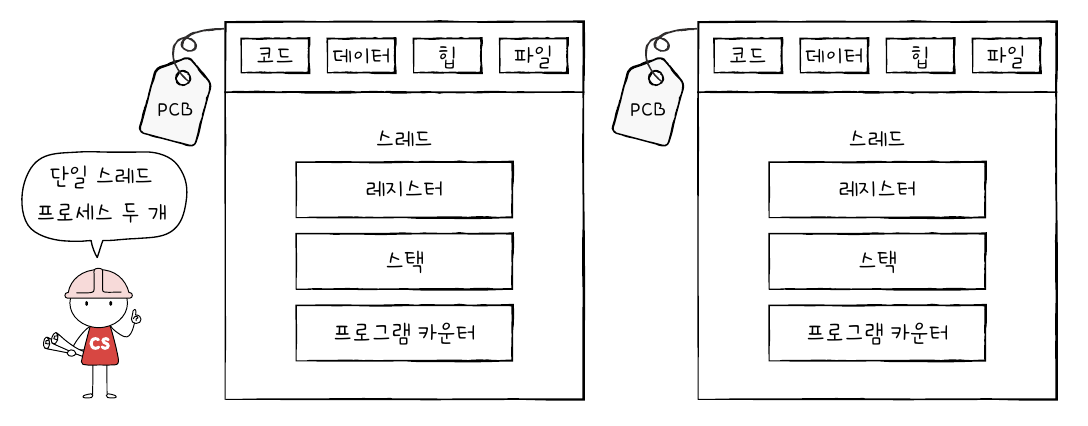 코드 데이터 힙 파일
PCB
스레드
레지스터
스택
프로그램 카운터
단일 스레드
프로세스 두 개
CS
코드 데이터 힙 파일
PCB
스레드
레지스터
스택
프로그램 카운터